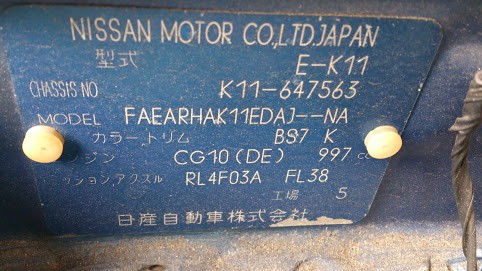 NISSAN MOTOR CO.,LTD.JAPAN
型式 E-K11
CHASSIS NO K11-647563
MODEL FAEARHAK11EDAJ--NA
カラー,トリム BS7 K
ジン CG10(DE) 997 cc
ッション,アクスル RL4F03A FL38
工場 5
日産自動車株式会社